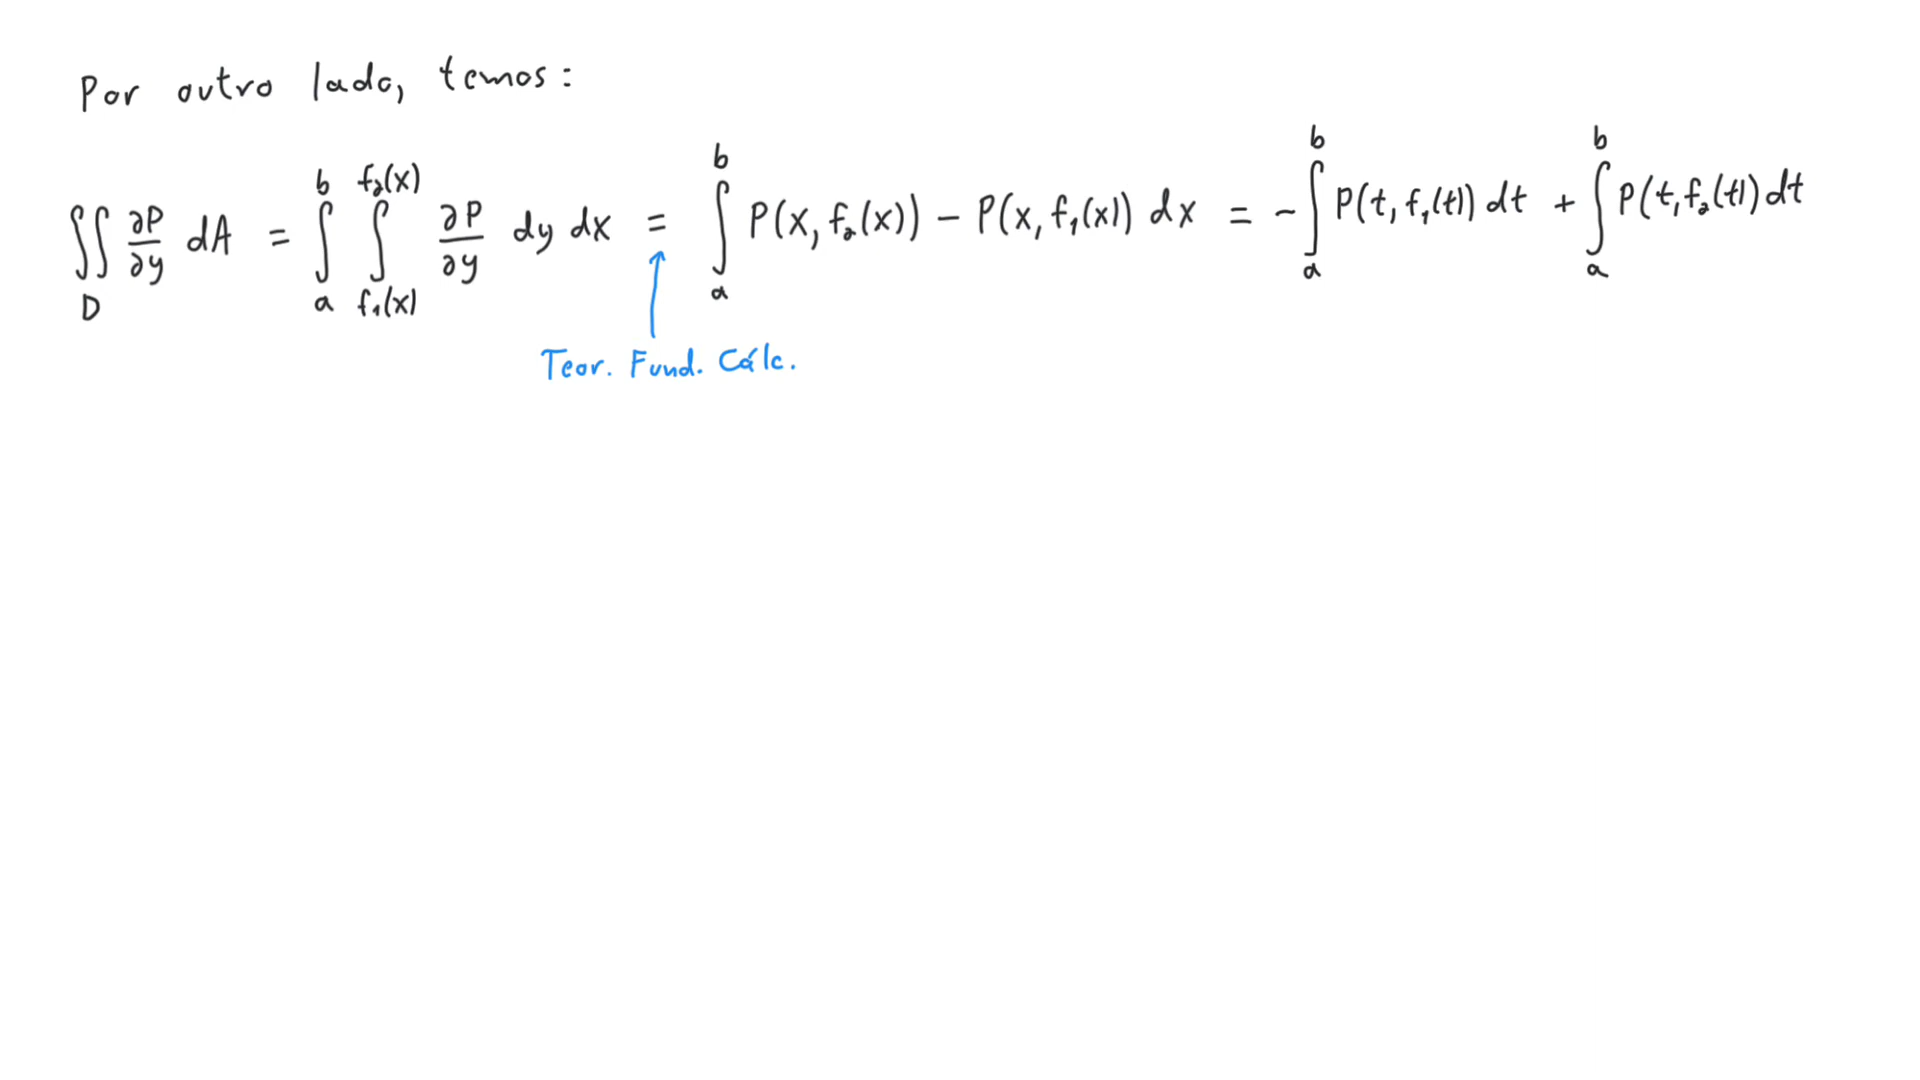 Por outro lado, temos:
∬_D ∂P/∂y dA = ∫_a^b ∫_{f₁(x)}^{f₂(x)} ∂P/∂y dy dx = ∫_a^b P(x, f₂(x)) − P(x, f₁(x)) dx = −∫_a^b P(t, f₁(t)) dt + ∫_a^b P(t, f₂(t)) dt
Teor. Fund. Cálc.